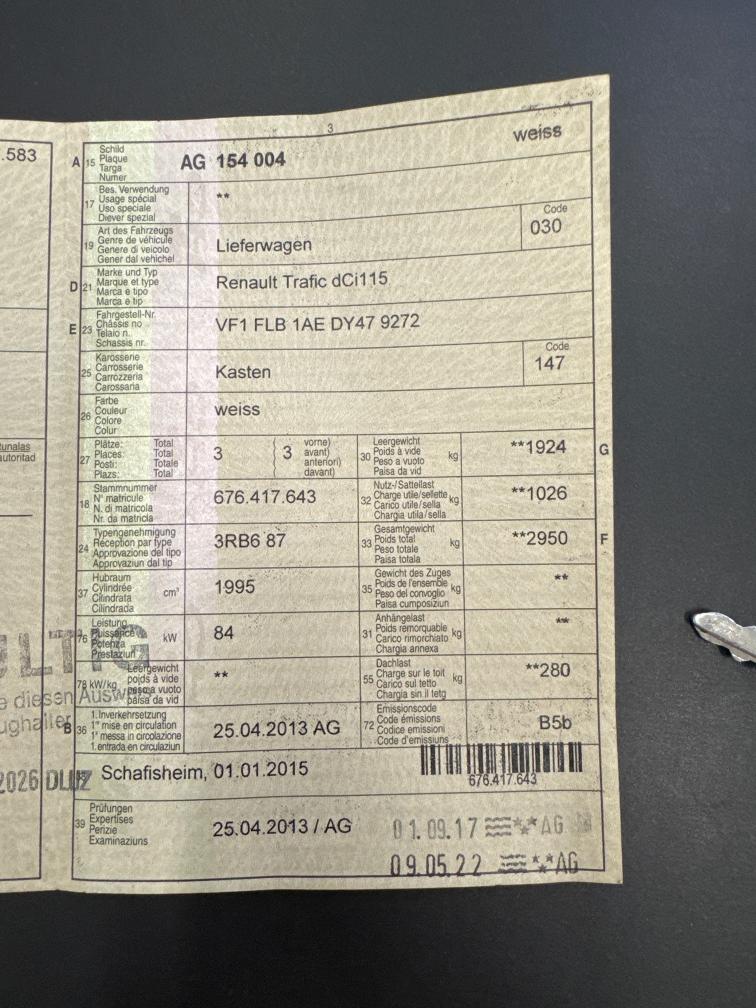 .583
3
weiss
A 15 Schild
Plaque
Targa
Numer
AG 154 004
17 Bes. Verwendung
Usage spécial
Uso speciale
Diever spezial
**
19 Art des Fahrzeugs
Genre de véhicule
Genere di veicolo
Gener dal vehichel
Lieferwagen
Code
030
D 21 Marke und Typ
Marque et type
Marca e tipo
Marca e tip
Renault Trafic dCi115
E 23 Fahrgestell-Nr.
Châssis no
Telaio n.
Schassis nr.
VF1 FLB 1AE DY47 9272
25 Karosserie
Carrosserie
Carrozzeria
Carossaria
Kasten
Code
147
26 Farbe
Couleur
Colore
Colur
weiss
27 Plätze: Total
Places: Total
Posti: Totale
Plazs: Total
3
3 vorne)
avant)
anteriori)
davant)
30 Leergewicht
Poids à vide
Peso a vuoto
Paisa da vid
kg
**1924
G
18 Stammnummer
N° matricule
N. di matricola
Nr. da matricla
676.417.643
32 Nutz-/Sattellast
Charge utile/sellette
Carico utile/sella
Chargia utila/sella
kg
**1026
24 Typengenehmigung
Réception par type
Approvazione del tipo
Approvaziun dal tip
3RB6 87
33 Gesamtgewicht
Poids total
Peso totale
Paisa totala
kg
**2950
F
37 Hubraum
Cylindrée
Cilindrata
Cilindrada
cm³
1995
35 Gewicht des Zuges
Poids de l'ensemble
Peso del convoglio
Paisa cumposiziun
kg
**
76 Leistung
Puissance
Potenza
Prestaziun
kW
84
31 Anhängelast
Poids remorquable
Carico rimorchiato
Chargia annexa
kg
**
78 kW/kg Leergewicht
poids à vide
peso a vuoto
paisa da vid
**
55 Dachlast
Charge sur le toit
Carico sul tetto
Chargia sin il tetg
kg
**280
B 36 1.Inverkehrsetzung
1re mise en circulation
1a messa in circolazione
1. entrada en circulaziun
25.04.2013 AG
72 Emissionscode
Code émissions
Codice emissioni
Code d'emissiuns
B5b
Schafisheim, 01.01.2015
676.417.643
39 Prüfungen
Expertises
Perizie
Examinaziuns
25.04.2013 / AG
01.09.17 AG
09.05.22 AG
tunalas
autoritad
LTIG
e diesen Ausweis
ughalter
2026 DLUZ